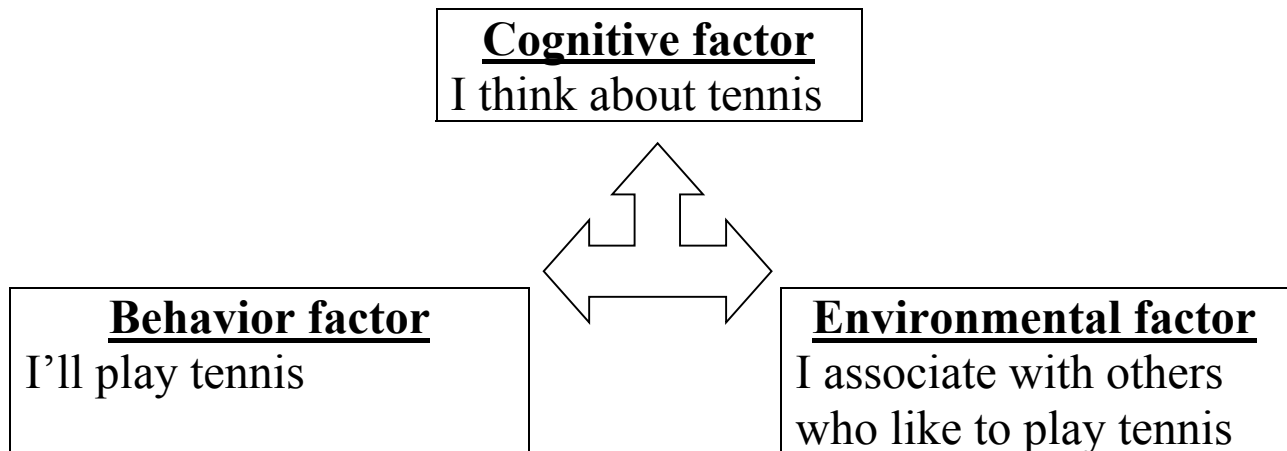 Cognitive factor
I think about tennis
Behavior factor
I’ll play tennis
Environmental factor
I associate with others
who like to play tennis